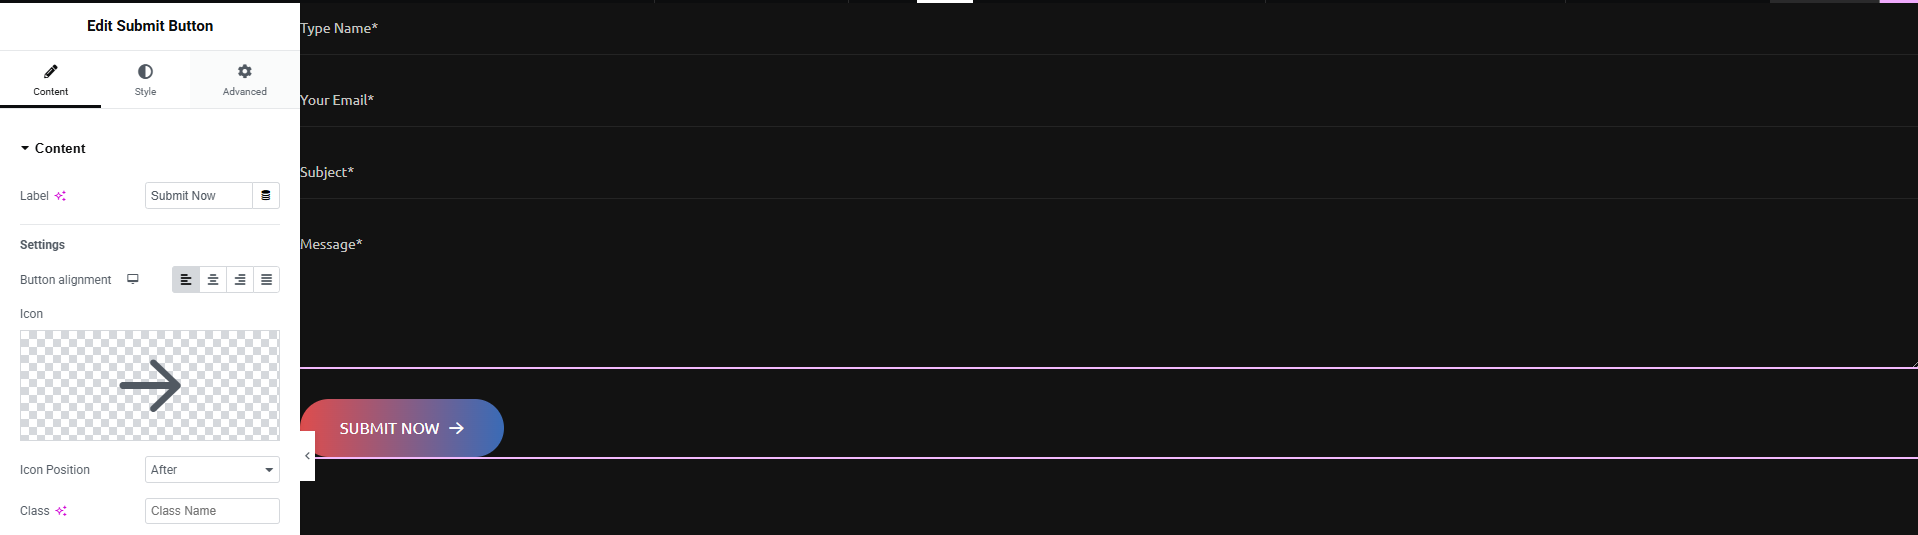 Edit Submit Button
Content
Style
Advanced
Content
Label
Submit Now
Settings
Button alignment
Icon
Icon Position
After
Class
Class Name
Type Name*
Your Email*
Subject*
Message*
SUBMIT NOW